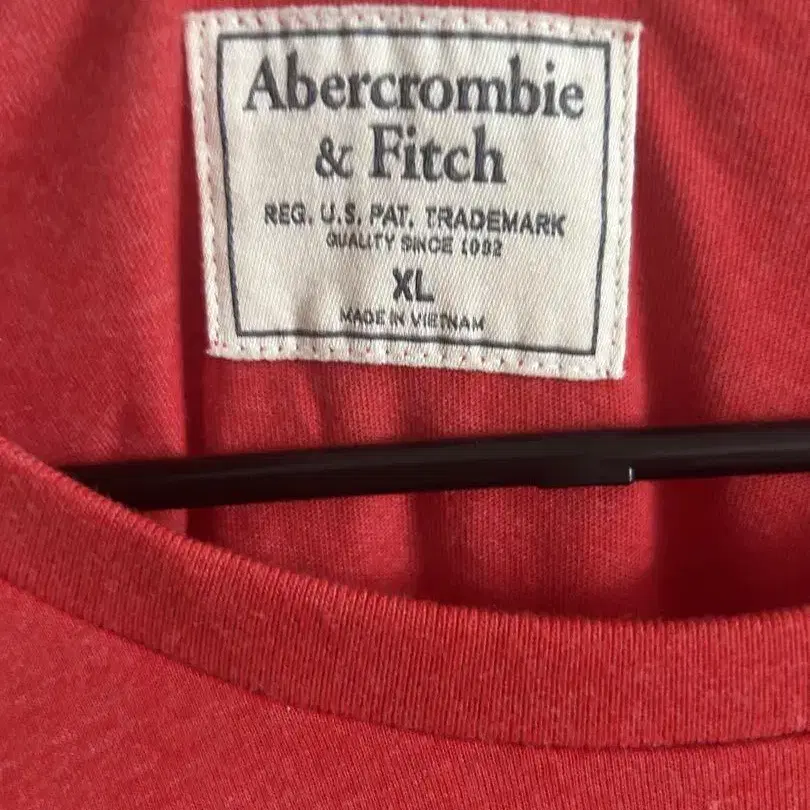 Abercrombie
& Fitch
REG. U.S. PAT. TRADEMARK
QUALITY SINCE 1892
XL
MADE IN VIETNAM